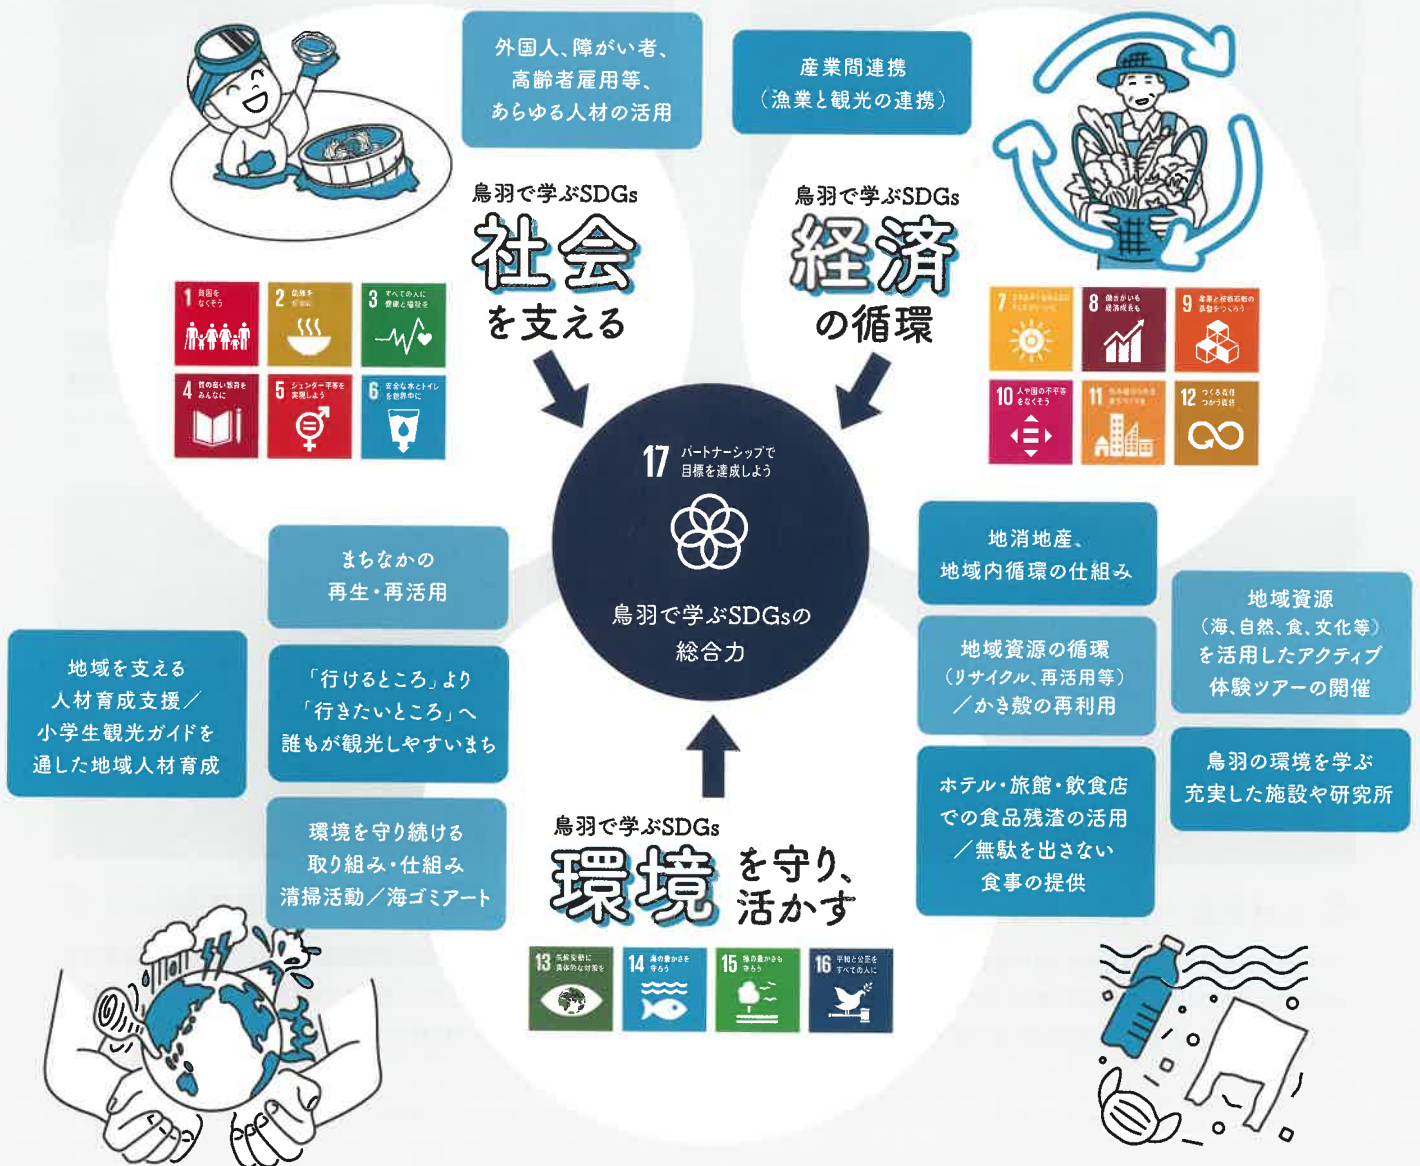 外国人、障がい者、
高齢者雇用等、
あらゆる人材の活用
産業間連携
(漁業と観光の連携)
鳥羽で学ぶSDGs
社会
を支える
鳥羽で学ぶSDGs
経済
の循環
1 貧困を
なくそう
2 飢餓を
ゼロに
3 すべての人に
健康と福祉を
4 質の高い教育を
みんなに
5 ジェンダー平等を
実現しよう
6 安全な水とトイレ
を世界中に
7
8 働きがいも
経済成長も
9 産業と技術革新の
基盤をつくろう
10 人や国の不平等
をなくそう
11 住み続けられる
まちづくりを
12 つくる責任
つかう責任
17 パートナーシップで
目標を達成しよう
鳥羽で学ぶSDGsの
総合力
まちなかの
再生・再活用
地域を支える
人材育成支援/
小学生観光ガイドを
通した地域人材育成
「行けるところ」より
「行きたいところ」へ
誰もが観光しやすいまち
環境を守り続ける
取り組み・仕組み
清掃活動/海ゴミアート
地消地産、
地域内循環の仕組み
地域資源の循環
(リサイクル、再活用等)
/かき殻の再利用
ホテル・旅館・飲食店
での食品残渣の活用
/無駄を出さない
食事の提供
地域資源
(海、自然、食、文化等)
を活用したアクティブ
体験ツアーの開催
鳥羽の環境を学ぶ
充実した施設や研究所
鳥羽で学ぶSDGs
環境を守り、
活かす
13 気候変動に
具体的な対策を
14 海の豊かさを
守ろう
15 陸の豊かさも
守ろう
16 平和と公正を
すべての人に